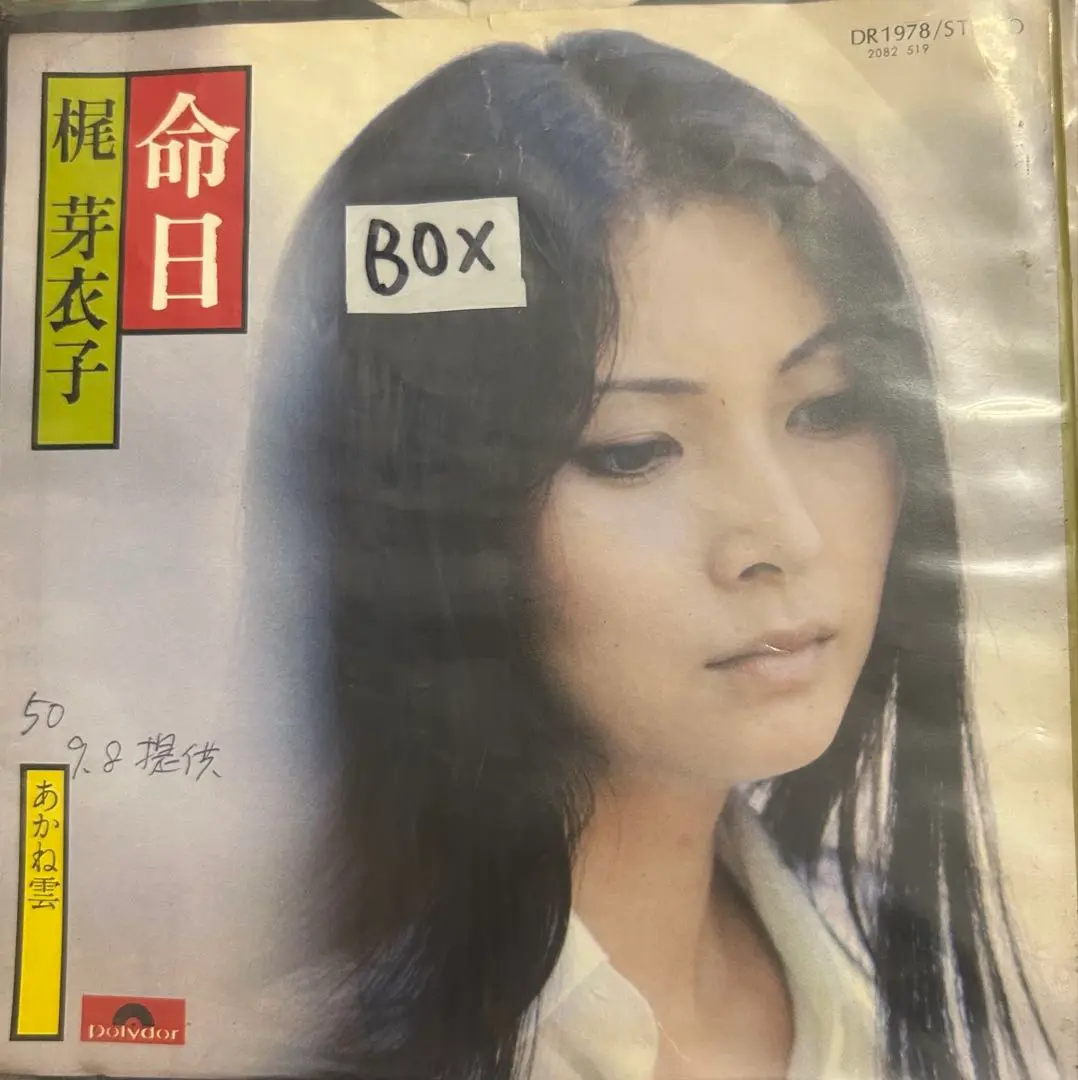 DR1978/STEREO
2082 519
命日
梶 芽衣子
BOX
50
9.8 提供
あかね雲
polydor